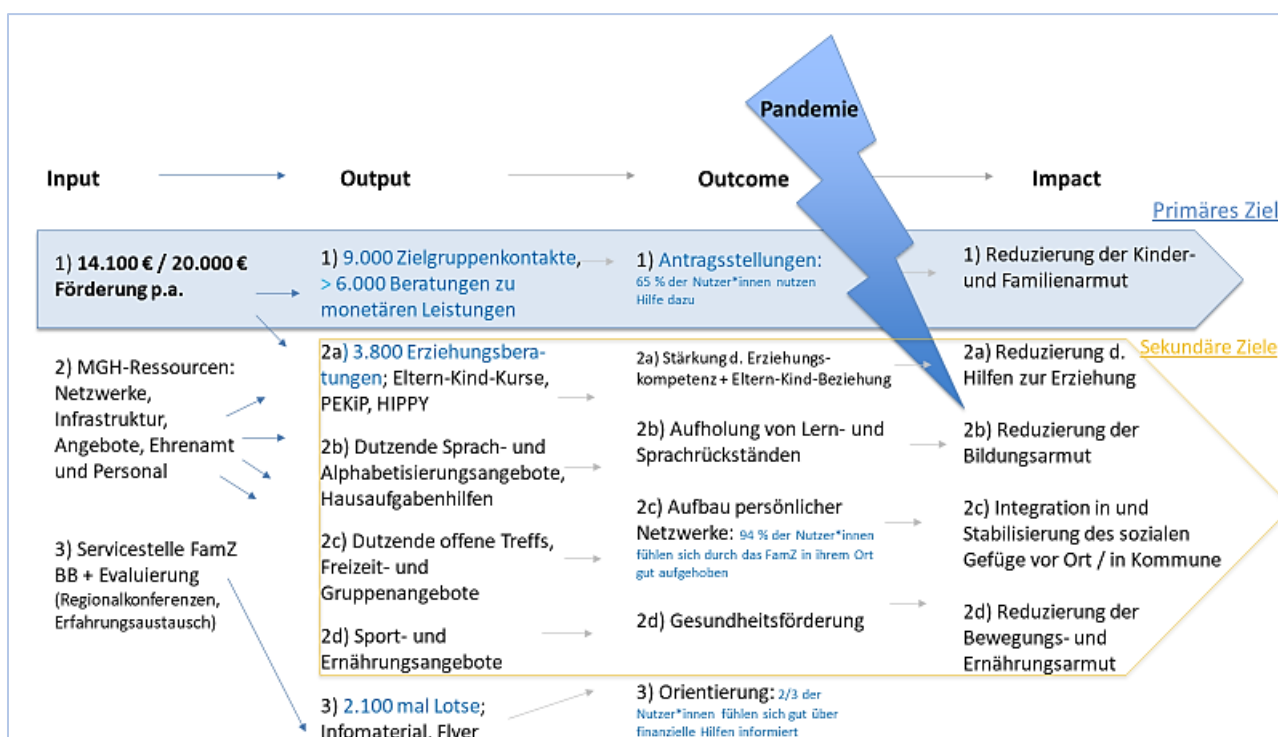 Pandemie
Input
Output
Outcome
Impact
Primäres Ziel
1) 14.100 € / 20.000 €
Förderung p.a.
1) 9.000 Zielgruppenkontakte,
> 6.000 Beratungen zu
monetären Leistungen
1) Antragsstellungen:
65 % der Nutzer*innen nutzen
Hilfe dazu
1) Reduzierung der Kinder-
und Familienarmut
Sekundäre Ziele
2) MGH-Ressourcen:
Netzwerke,
Infrastruktur,
Angebote, Ehrenamt
und Personal
2a) 3.800 Erziehungsbera-
tungen; Eltern-Kind-Kurse,
PEKiP, HIPPY
2a) Stärkung d. Erziehungs-
kompetenz + Eltern-Kind-Beziehung
2a) Reduzierung d.
Hilfen zur Erziehung
2b) Dutzende Sprach- und
Alphabetisierungsangebote,
Hausaufgabenhilfen
2b) Aufholung von Lern- und
Sprachrückständen
2b) Reduzierung der
Bildungsarmut
2c) Dutzende offene Treffs,
Freizeit- und
Gruppenangebote
2c) Aufbau persönlicher
Netzwerke: 94 % der Nutzer*innen
fühlen sich durch das FamZ in ihrem Ort
gut aufgehoben
2c) Integration in und
Stabilisierung des sozialen
Gefüge vor Ort / in Kommune
3) Servicestelle FamZ
BB + Evaluierung
(Regionalkonferenzen,
Erfahrungsaustausch)
2d) Sport- und
Ernährungsangebote
2d) Gesundheitsförderung
2d) Reduzierung der
Bewegungs- und
Ernährungsarmut
3) 2.100 mal Lotse;
Infomaterial, Flyer
3) Orientierung: 2/3 der
Nutzer*innen fühlen sich gut über
finanzielle Hilfen informiert